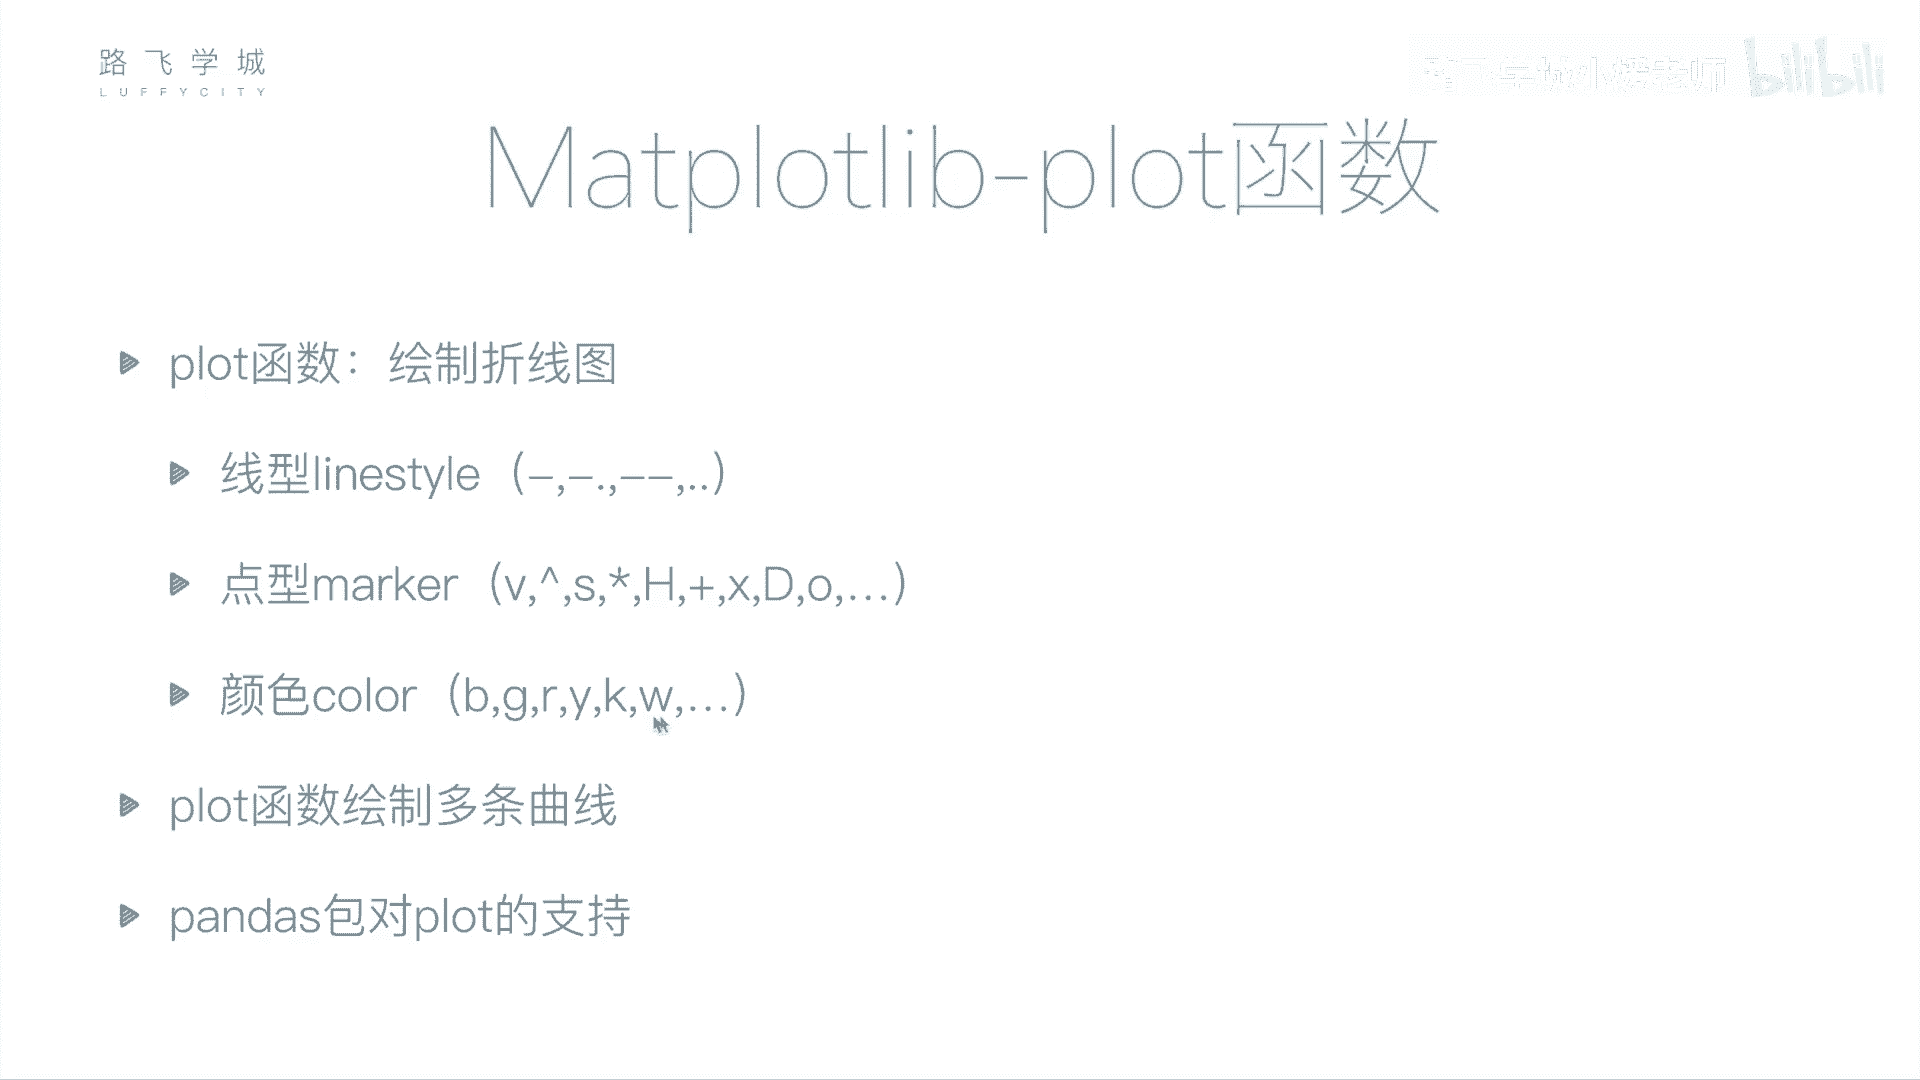 路飞学城
LUFFYCITY
bilibili
Matplotlib-plot函数
plot函数：绘制折线图
线型linestyle（-,-.,--,..）
点型marker（v,^,s,*,H,+,x,D,o,…）
颜色color（b,g,r,y,k,w,…）
plot函数绘制多条曲线
pandas包对plot的支持